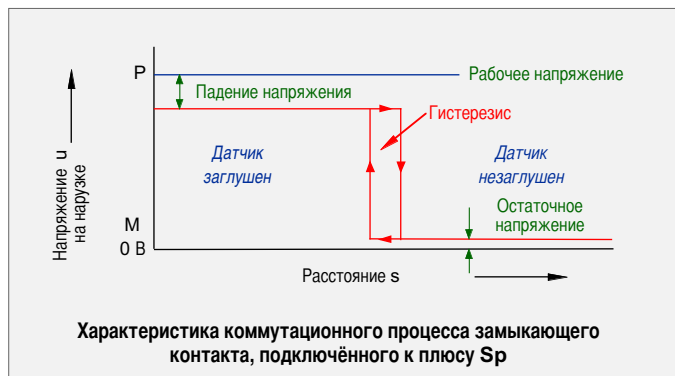 P
Рабочее напряжение
Падение напряжения
Гистерезис
Датчик
заглушен
Датчик
незаглушен
Напряжение u
на нарузке
Остаточное
напряжение
M
0 В
Расстояние s
Характеристика коммутационного процесса замыкающего
контакта, подключённого к плюсу Sp